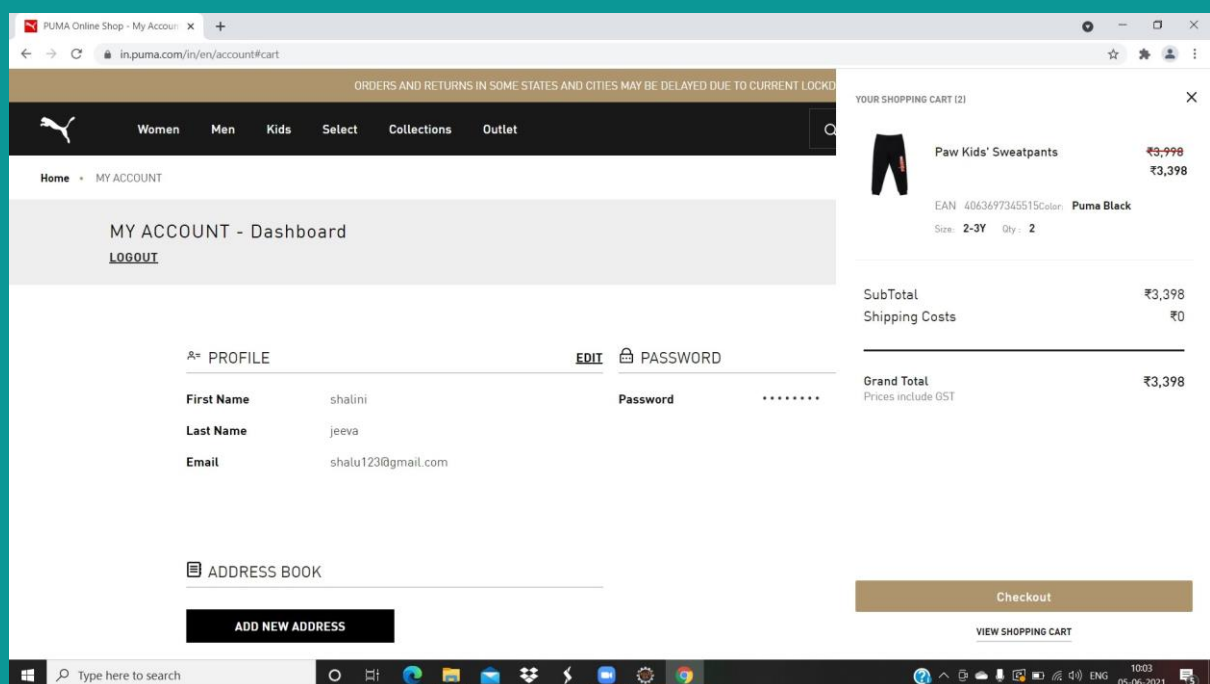 PUMA Online Shop - My Accoun
in.puma.com/in/en/account#cart
ORDERS AND RETURNS IN SOME STATES AND CITIES MAY BE DELAYED DUE TO CURRENT LOCKD
Women Men Kids Select Collections Outlet
Home • MY ACCOUNT
MY ACCOUNT - Dashboard
LOGOUT
PROFILE EDIT
First Name shalini
Last Name jeeva
Email shalu123@gmail.com
PASSWORD
Password ••••••••
ADDRESS BOOK
ADD NEW ADDRESS
YOUR SHOPPING CART (2)
Paw Kids' Sweatpants ₹3,998
₹3,398
EAN 4063697345515Color: Puma Black
Size: 2-3Y Qty : 2
SubTotal ₹3,398
Shipping Costs ₹0
Grand Total ₹3,398
Prices include GST
Checkout
VIEW SHOPPING CART
Type here to search
ENG 10:03
05-06-2021